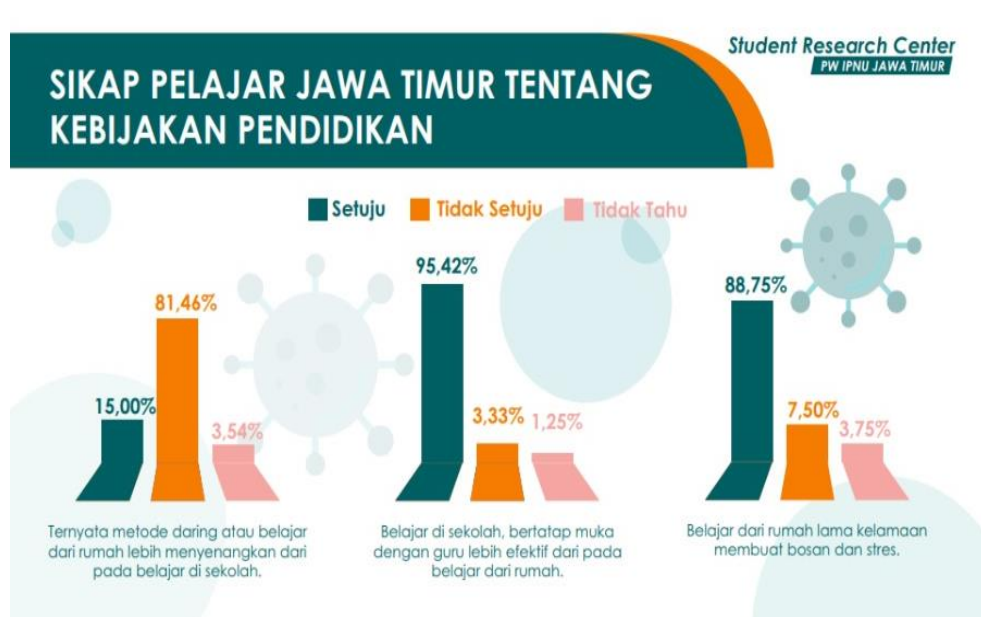 Student Research Center
PW IPNU JAWA TIMUR
SIKAP PELAJAR JAWA TIMUR TENTANG
KEBIJAKAN PENDIDIKAN
Setuju
Tidak Setuju
Tidak Tahu
15,00%
81,46%
3,54%
Ternyata metode daring atau belajar
dari rumah lebih menyenangkan dari
pada belajar di sekolah.
95,42%
3,33%
1,25%
Belajar di sekolah, bertatap muka
dengan guru lebih efektif dari pada
belajar dari rumah.
88,75%
7,50%
3,75%
Belajar dari rumah lama kelamaan
membuat bosan dan stres.